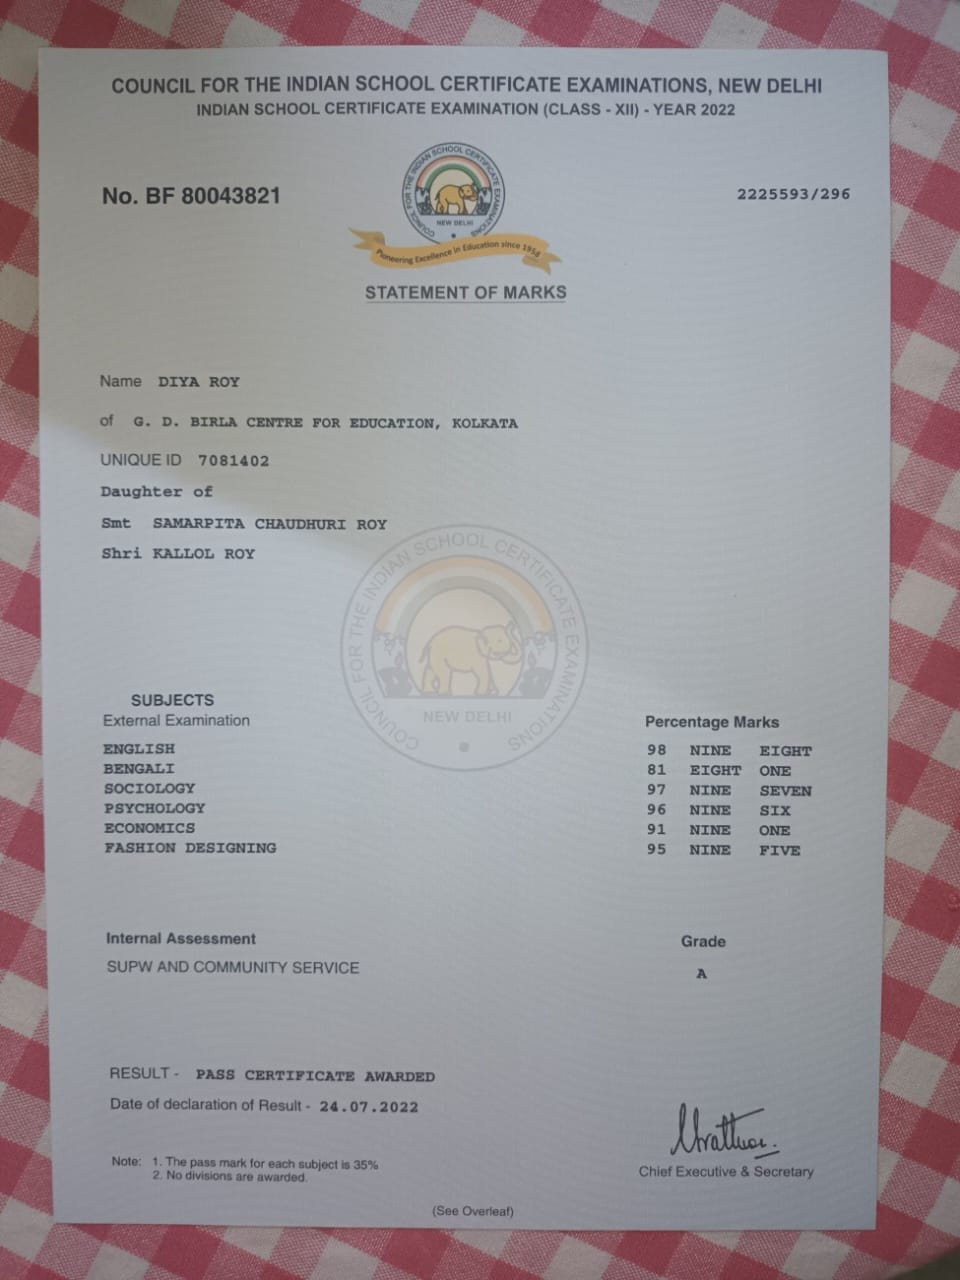 COUNCIL FOR THE INDIAN SCHOOL CERTIFICATE EXAMINATIONS, NEW DELHI
INDIAN SCHOOL CERTIFICATE EXAMINATION (CLASS - XII) - YEAR 2022
COUNCIL FOR THE INDIAN SCHOOL CERTIFICATE EXAMINATIONS
NEW DELHI
No. BF 80043821
2225593/296
Pioneering Excellence in Education since 1958
STATEMENT OF MARKS
Name DIYA ROY
of G. D. BIRLA CENTRE FOR EDUCATION, KOLKATA
UNIQUE ID 7081402
Daughter of
Smt SAMARPITA CHAUDHURI ROY
Shri KALLOL ROY
COUNCIL FOR THE INDIAN SCHOOL CERTIFICATE EXAMINATIONS
NEW DELHI
SUBJECTS
External Examination Percentage Marks
ENGLISH 98 NINE EIGHT
BENGALI 81 EIGHT ONE
SOCIOLOGY 97 NINE SEVEN
PSYCHOLOGY 96 NINE SIX
ECONOMICS 91 NINE ONE
FASHION DESIGNING 95 NINE FIVE
Internal Assessment Grade
SUPW AND COMMUNITY SERVICE A
RESULT - PASS CERTIFICATE AWARDED
Date of declaration of Result - 24.07.2022
Note: 1. The pass mark for each subject is 35%
2. No divisions are awarded.
Chief Executive & Secretary
(See Overleaf)